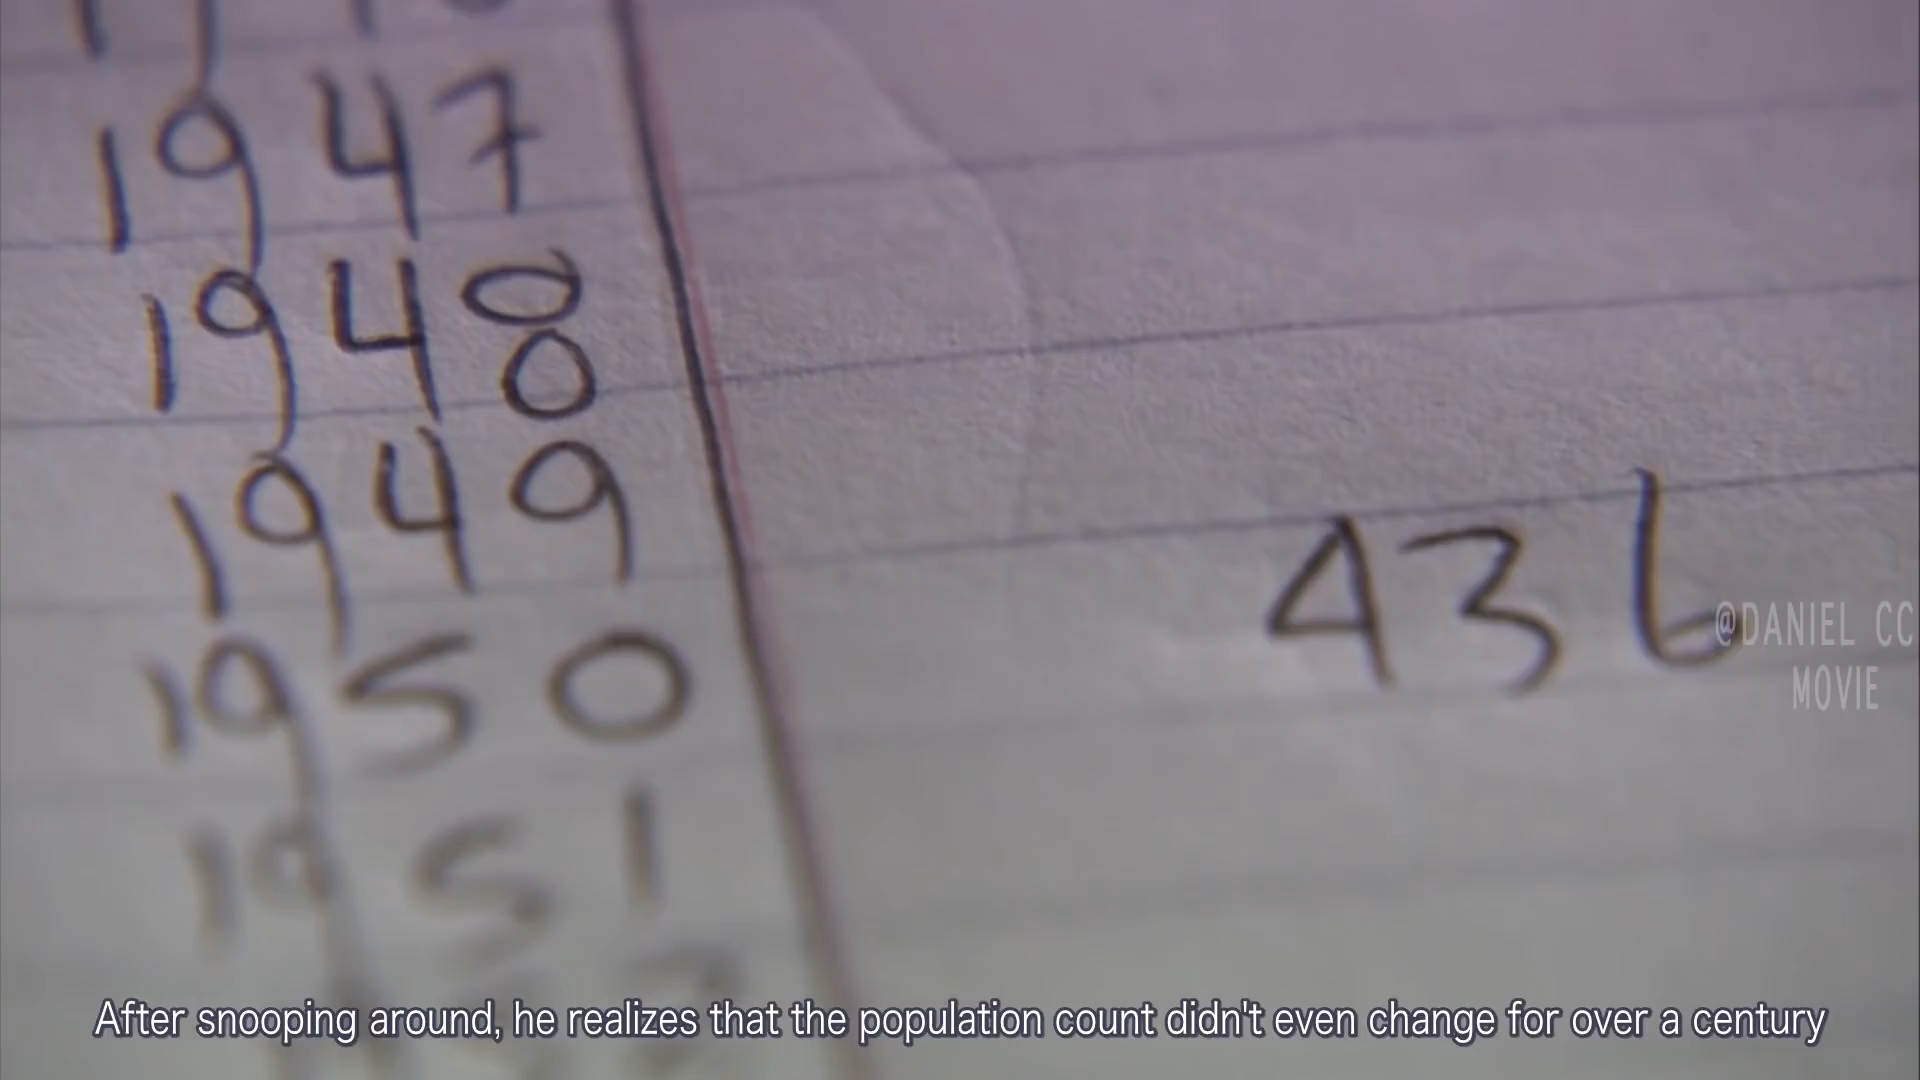 1947
1948
1949
436
1950
1951
@DANIEL CC
MOVIE
After snooping around, he realizes that the population count didn't even change for over a century